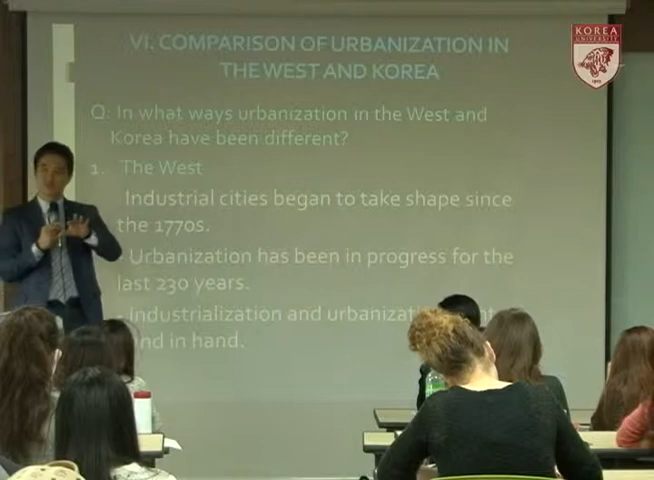 KOREA
UNIVERSITY
VI. COMPARISON OF URBANIZATION IN
THE WEST AND KOREA
Q: In what ways urbanization in the West and
Korea have been different?
1. The West
Industrial cities began to take shape since
the 1770s.
- Urbanization has been in progress for the
last 230 years.
- Industrialization and
in hand.